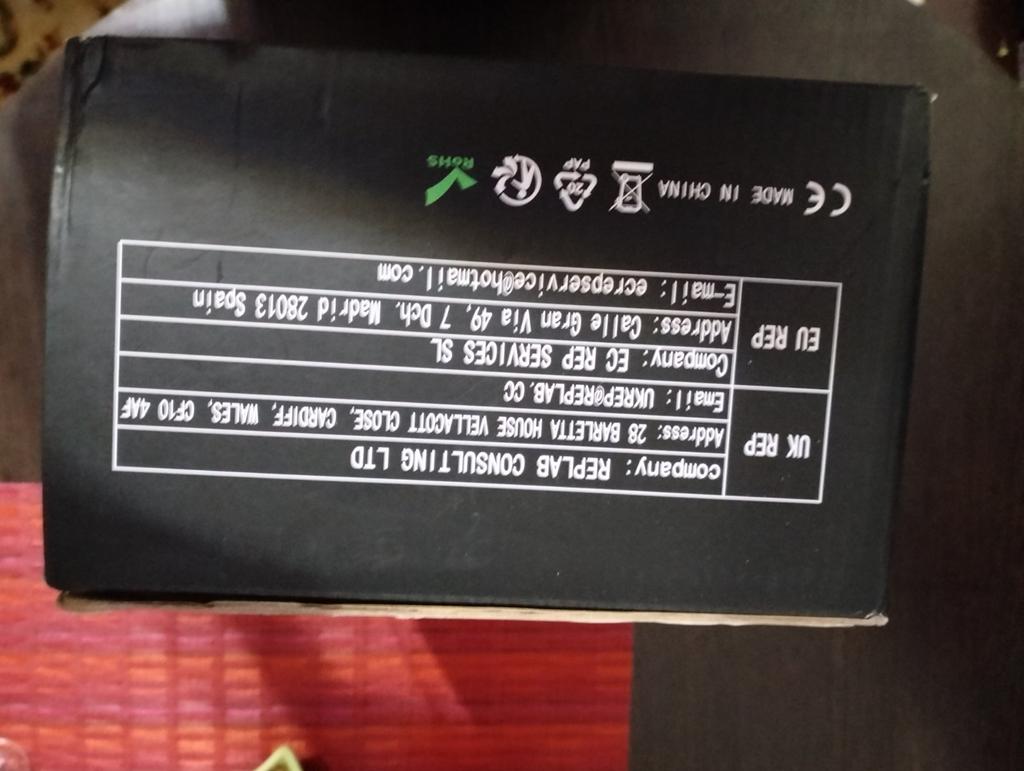 UK REP
company: REPLAB CONSULTING LTD
Address: 28 BARLETTA HOUSE VELLACOTT CLOSE, CARDIFF, WALES, CF10 4AF
Email: UKREP@REPLAB.CC
EU REP
Company: EC REP SERVICES SL
Address: Calle Gran Via 49, 7 Dch. Madrid 28013 Spain
E-mail: ecrepservice@hotmail.com
CE MADE IN CHINA
20
PAP
RoHS